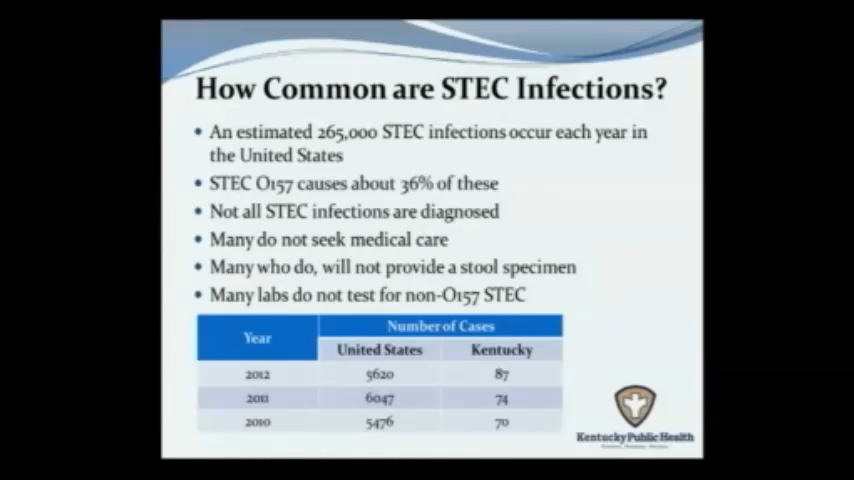 How Common are STEC Infections?
• An estimated 265,000 STEC infections occur each year in
the United States
• STEC O157 causes about 36% of these
• Not all STEC infections are diagnosed
• Many do not seek medical care
• Many who do, will not provide a stool specimen
• Many labs do not test for non-O157 STEC
Year
Number of Cases
United States Kentucky
2012 5620 87
2011 6047 74
2010 5476 70
Kentucky Public Health